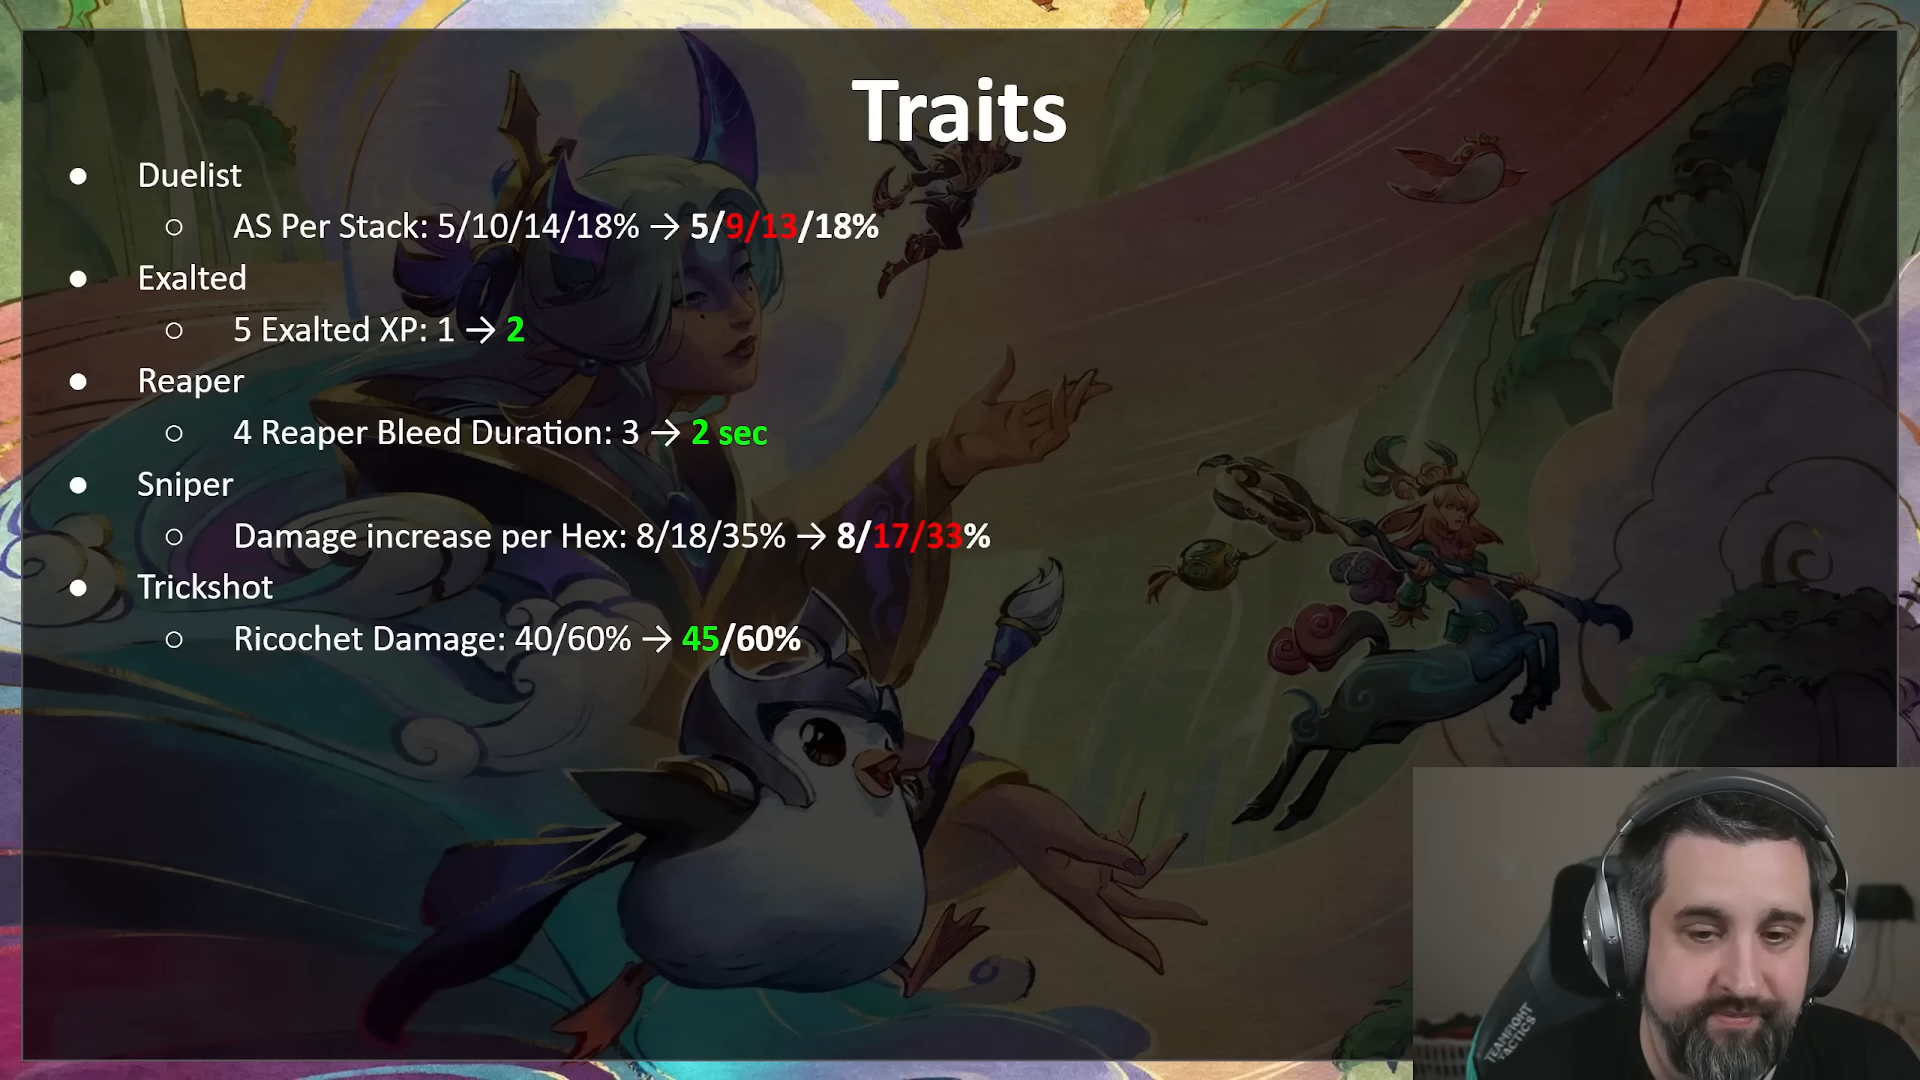 Traits
● Duelist
○ AS Per Stack: 5/10/14/18% → 5/9/13/18%
● Exalted
○ 5 Exalted XP: 1 → 2
● Reaper
○ 4 Reaper Bleed Duration: 3 → 2 sec
● Sniper
○ Damage increase per Hex: 8/18/35% → 8/17/33%
● Trickshot
○ Ricochet Damage: 40/60% → 45/60%
TEAMFIGHT
TACTICS